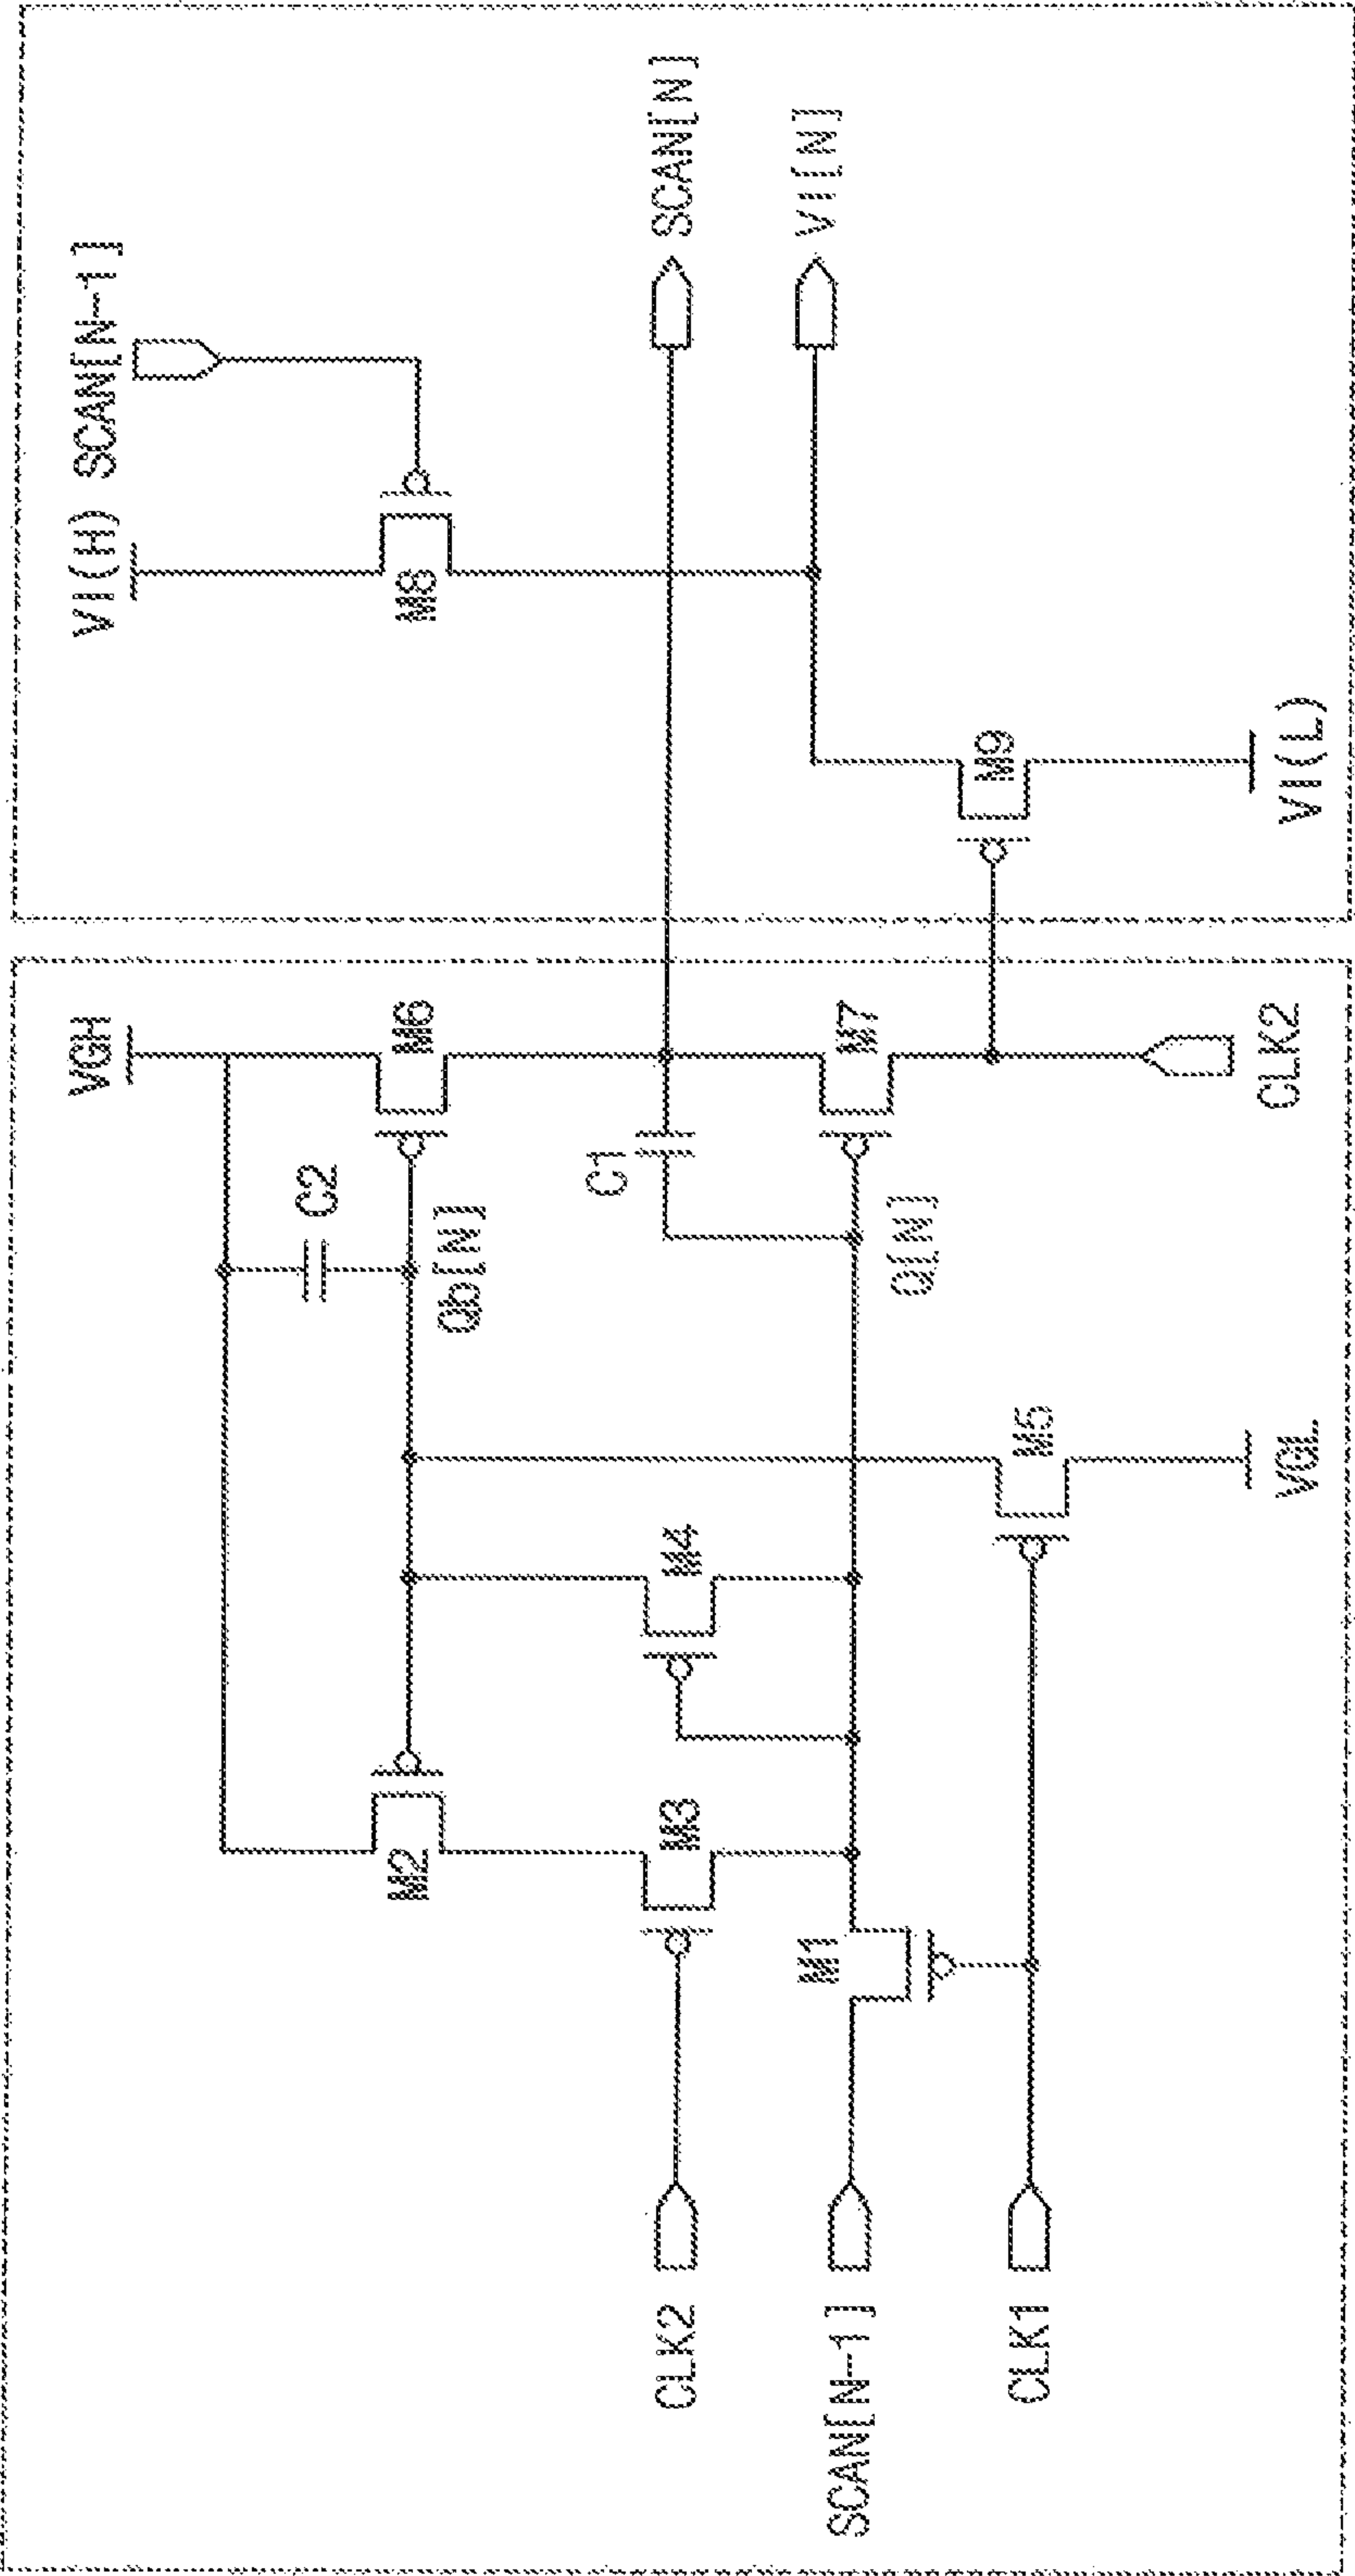 VGH
VI(H) SCAN[N-1]
C2
M2
M6
M8
Qb[N]
CLK2
M3
M4
C1
SCAN[N]
SCAN[N-1]
M1
M7
VI[N]
Q[N]
CLK1
M5
M9
VGL
CLK2
VI(L)